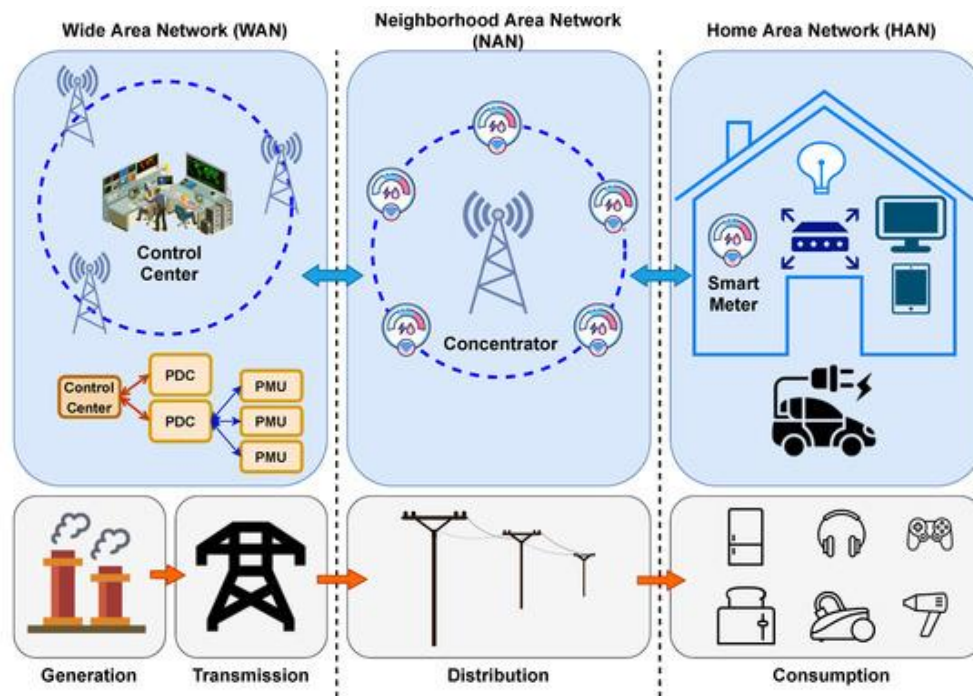 Wide Area Network (WAN)
Neighborhood Area Network
(NAN)
Home Area Network (HAN)
Control
Center
Control
Center
PDC
PDC
PMU
PMU
PMU
Concentrator
Smart
Meter
Generation
Transmission
Distribution
Consumption